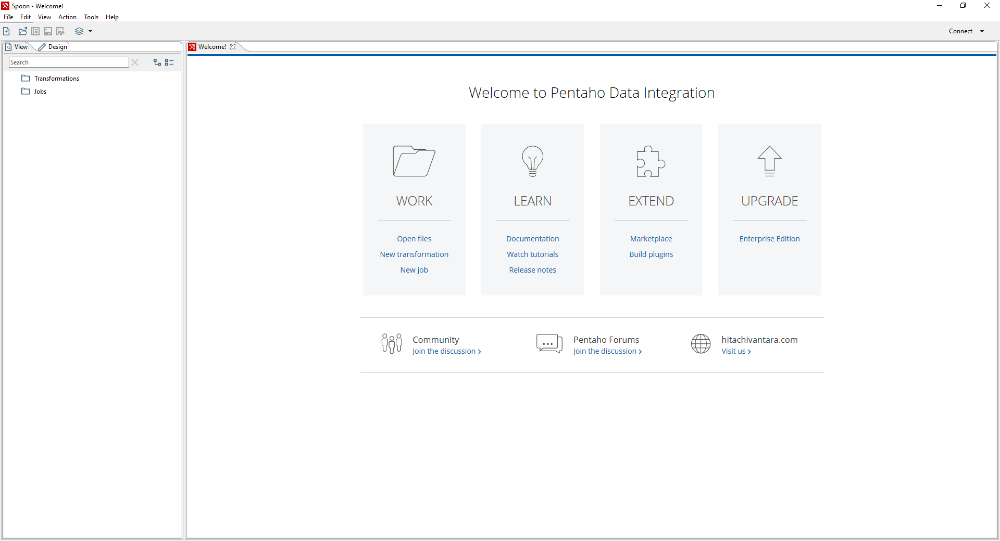 Spoon - Welcome!
File Edit View Action Tools Help
Connect
View Design
Search
Transformations
Jobs
Welcome!
Welcome to Pentaho Data Integration
WORK
Open files
New transformation
New job
LEARN
Documentation
Watch tutorials
Release notes
EXTEND
Marketplace
Build plugins
UPGRADE
Enterprise Edition
Community
Join the discussion ›
Pentaho Forums
Join the discussion ›
hitachivantara.com
Visit us ›